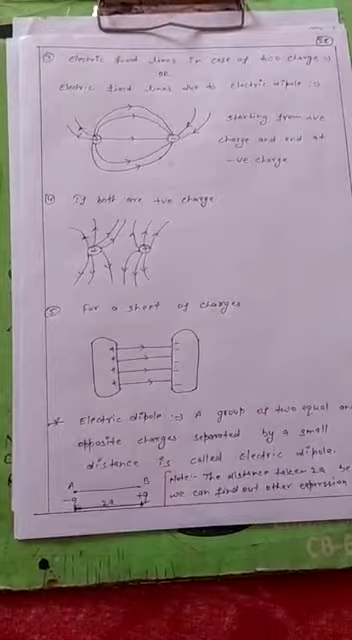 ③ Electric field lines in case of two charge :)
OR
Electric field lines due to electric dipole :)
starting from +ve
charge and end at
-ve charge
④ If both are +ve charge
⑤ For a sheet of charges
* Electric dipole :=) A group of two equal and
opposite charges separated by a small
distance is called electric dipole.
A B
-q +q
2a
Note:- The distance taken 2a
we can find out other expression
CB-